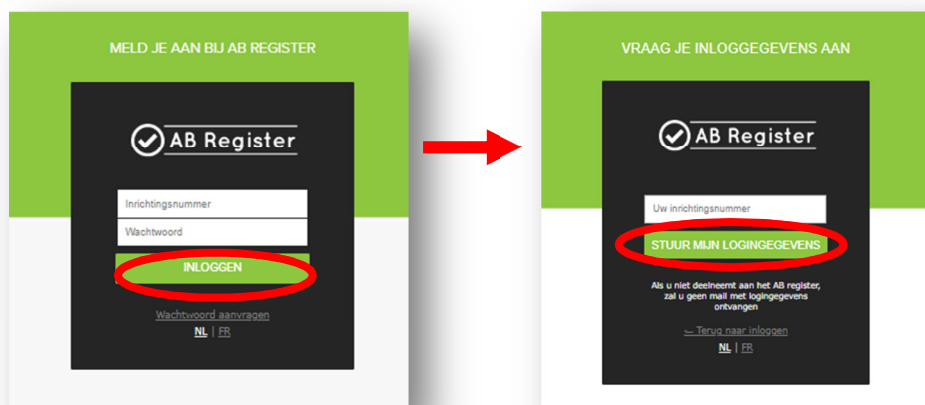 MELD JE AAN BIJ AB REGISTER
AB Register
Inrichtingsnummer
Wachtwoord
INLOGGEN
Wachtwoord aanvragen
NL | FR
VRAAG JE INLOGGEGEVENS AAN
AB Register
Uw inrichtingsnummer
STUUR MIJN LOGINGEGEVENS
Als u niet deelneemt aan het AB register,
zal u geen mail met logingegevens
ontvangen
← Terug naar inloggen
NL | FR